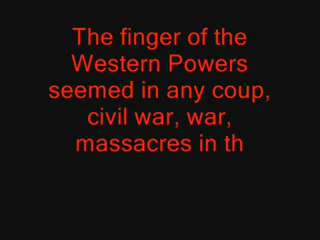 The finger of the
Western Powers
seemed in any coup,
civil war, war,
massacres in th